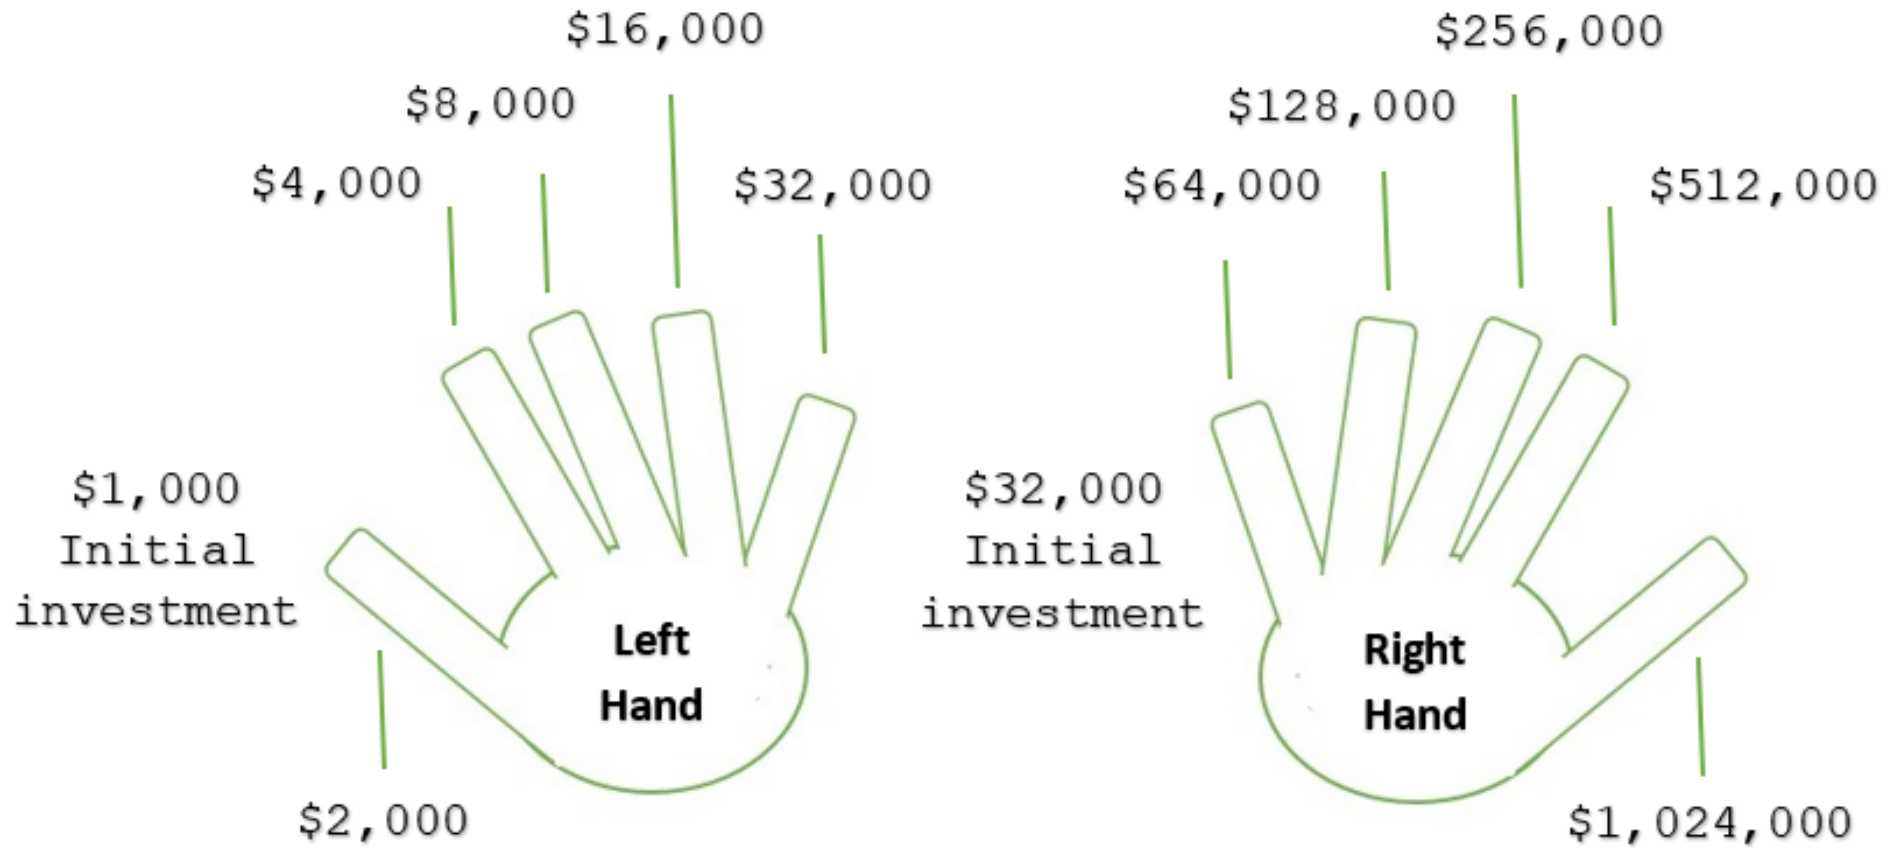 $16,000
$8,000
$4,000
$32,000
$1,000
Initial
investment
Left
Hand
$2,000
$256,000
$128,000
$64,000
$512,000
$32,000
Initial
investment
Right
Hand
$1,024,000